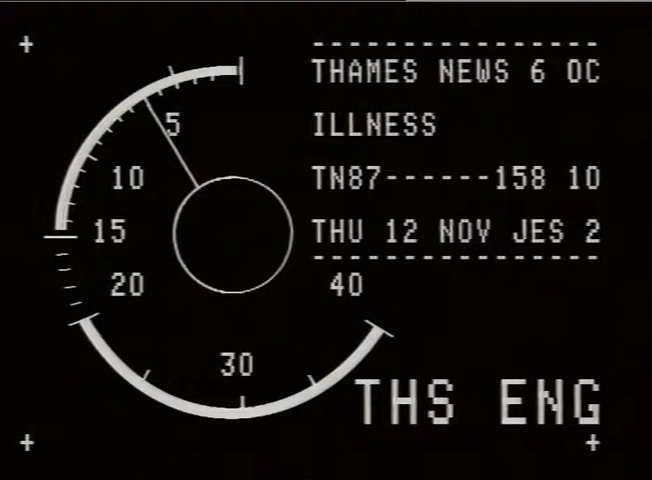 THAMES NEWS 6 OC
ILLNESS
TN87------158 10
THU 12 NOV JES 2
5
10
15
20
30
40
THS ENG